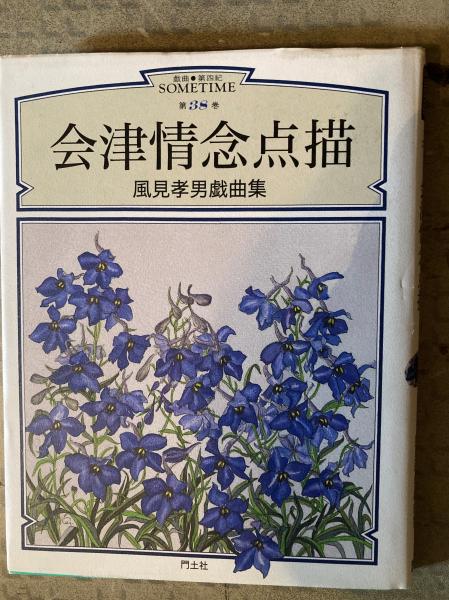 戯曲●第四紀
SOMETIME
第38巻
会津情念点描
風見孝男戯曲集
門土社